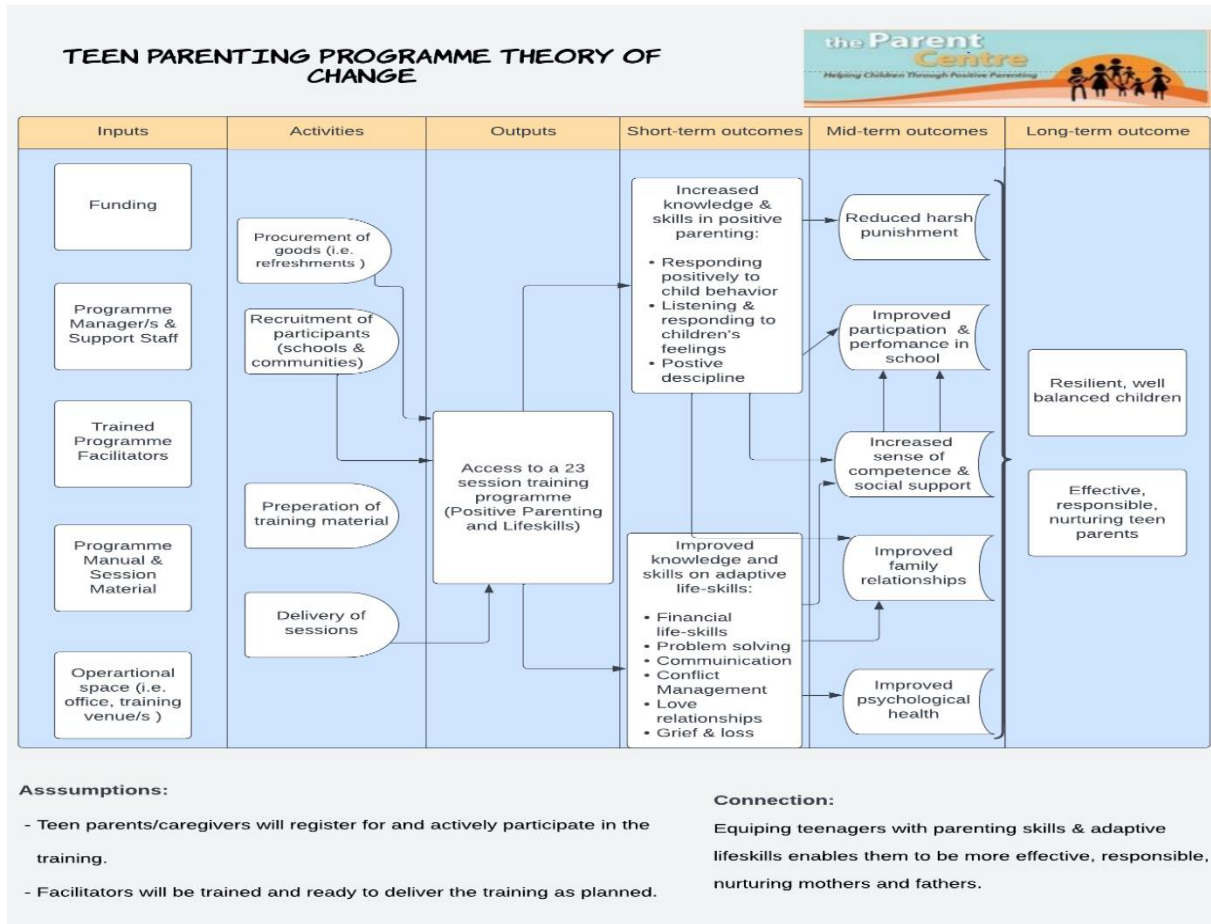 TEEN PARENTING PROGRAMME THEORY OF
CHANGE
the Parent
Centre
Helping Children Through Positive Parenting
Inputs
Activities
Outputs
Short-term outcomes
Mid-term outcomes
Long-term outcome
Funding
Programme
Manager/s &
Support Staff
Trained
Programme
Facilitators
Programme
Manual &
Session
Material
Operartional
space (i.e.
office, training
venue/s )
Procurement of
goods (i.e.
refreshments )
Recruitment of
participants
(schools &
communities)
Preparation of
training material
Delivery of
sessions
Access to a 23
session training
programme
(Positive Parenting
and Lifeskills)
Increased
knowledge &
skills in positive
parenting:
• Responding
positively to
child behavior
• Listening &
responding to
children's
feelings
• Postive
descipline
Improved
knowledge and
skills on adaptive
life-skills:
• Financial
life-skills
• Problem solving
• Commuinication
• Conflict
Management
• Love
relationships
• Grief & loss
Reduced harsh
punishment
Improved
particpation &
perfomance in
school
Increased
sense of
competence &
social support
Improved
family
relationships
Improved
psychological
health
Resilient, well
balanced children
Effective,
responsible,
nurturing teen
parents
Asssumptions:
- Teen parents/caregivers will register for and actively participate in the
training.
- Facilitators will be trained and ready to deliver the training as planned.
Connection:
Equiping teenagers with parenting skills & adaptive
lifeskills enables them to be more effective, responsible,
nurturing mothers and fathers.